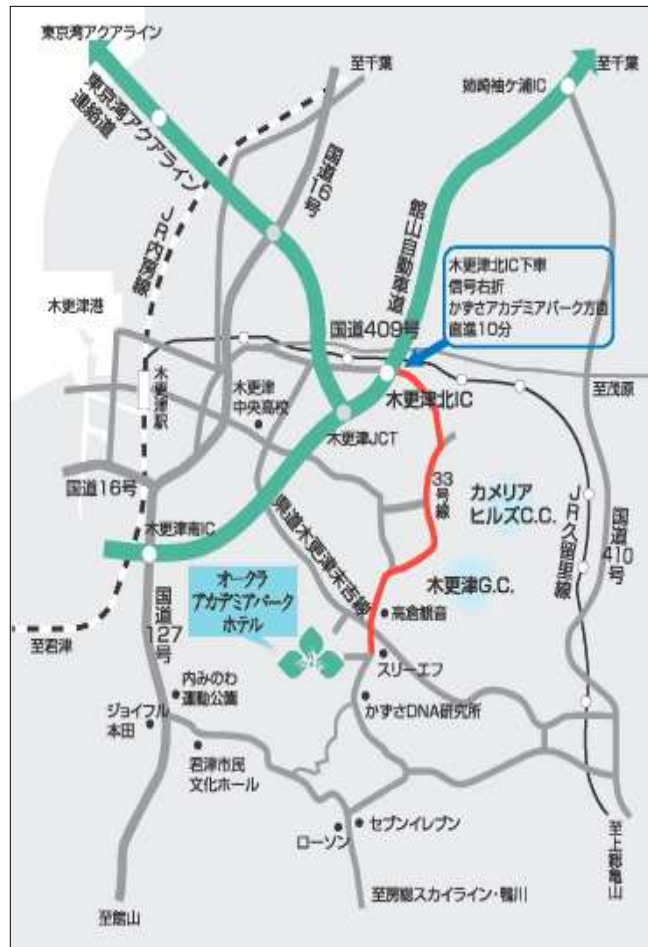 東京湾アクアライン
至千葉
姉崎袖ケ浦IC
至千葉
東京湾アクアライン
連絡道
国道16号
館山自動車道
JR内房線
木更津北IC下車
信号右折
かずさアカデミアパーク方面
直進10分
木更津港
国道409号
木更津駅
木更津
中央高校
木更津北IC
至茂原
木更津JCT
国道16号
33号線
カメリア
ヒルズC.C.
JR久留里線
国道410号
木更津南IC
県道木更津末吉線
オークラ
アカデミアパーク
ホテル
木更津G.C.
国道127号
高倉観音
至君津
スリーエフ
内みのわ
運動公園
かずさDNA研究所
ジョイフル
本田
君津市民
文化ホール
セブンイレブン
ローソン
至上総亀山
至房総スカイライン・鴨川
至館山